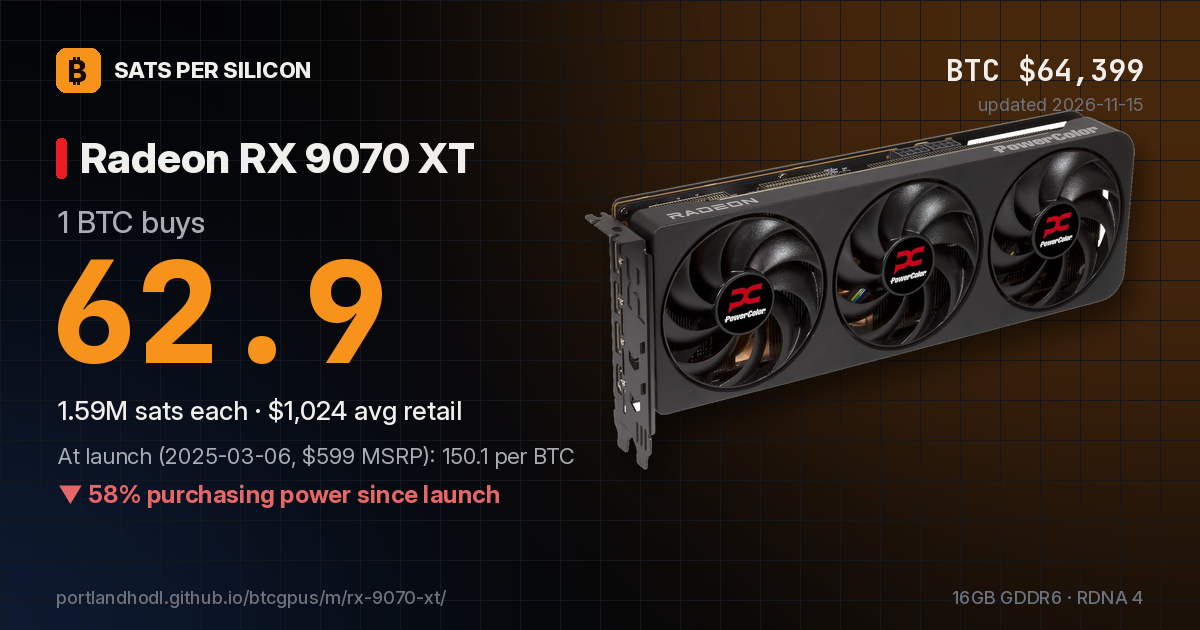 SATS PER SILICON
BTC $64,399
updated 2026-11-15
Radeon RX 9070 XT
1 BTC buys
62.9
1.59M sats each · $1,024 avg retail
At launch (2025-03-06, $599 MSRP): 150.1 per BTC
▼ 58% purchasing power since launch
RADEON
PowerColor
PowerColor
PowerColor
PowerColor
portlandhodl.github.io/btcgpus/m/rx-9070-xt/
16GB GDDR6 · RDNA 4